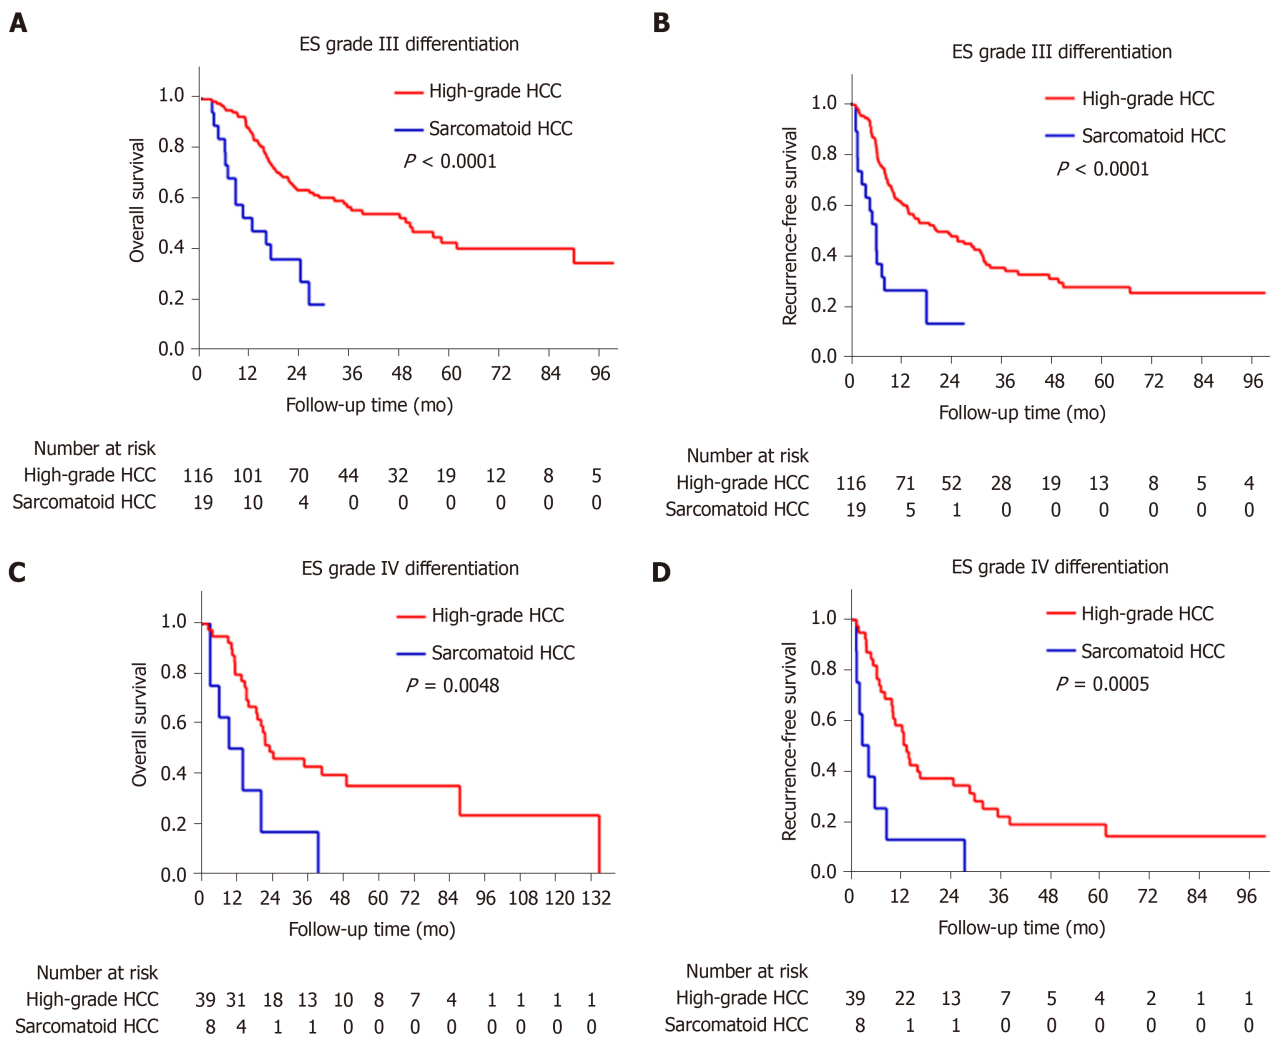 A
ES grade III differentiation
High-grade HCC
Sarcomatoid HCC
P < 0.0001
Overall survival
1.0
0.8
0.6
0.4
0.2
0.0
0 12 24 36 48 60 72 84 96
Follow-up time (mo)
Number at risk
High-grade HCC 116 101 70 44 32 19 12 8 5
Sarcomatoid HCC 19 10 4 0 0 0 0 0 0
B
ES grade III differentiation
High-grade HCC
Sarcomatoid HCC
P < 0.0001
Recurrence-free survival
1.0
0.8
0.6
0.4
0.2
0.0
0 12 24 36 48 60 72 84 96
Follow-up time (mo)
Number at risk
High-grade HCC 116 71 52 28 19 13 8 5 4
Sarcomatoid HCC 19 5 1 0 0 0 0 0 0
C
ES grade IV differentiation
High-grade HCC
Sarcomatoid HCC
P = 0.0048
Overall survival
1.0
0.8
0.6
0.4
0.2
0.0
0 12 24 36 48 60 72 84 96 108 120 132
Follow-up time (mo)
Number at risk
High-grade HCC 39 31 18 13 10 8 7 4 1 1 1 1
Sarcomatoid HCC 8 4 1 1 0 0 0 0 0 0 0 0
D
ES grade IV differentiation
High-grade HCC
Sarcomatoid HCC
P = 0.0005
Recurrence-free survival
1.0
0.8
0.6
0.4
0.2
0.0
0 12 24 36 48 60 72 84 96
Follow-up time (mo)
Number at risk
High-grade HCC 39 22 13 7 5 4 2 1 1
Sarcomatoid HCC 8 1 1 0 0 0 0 0 0